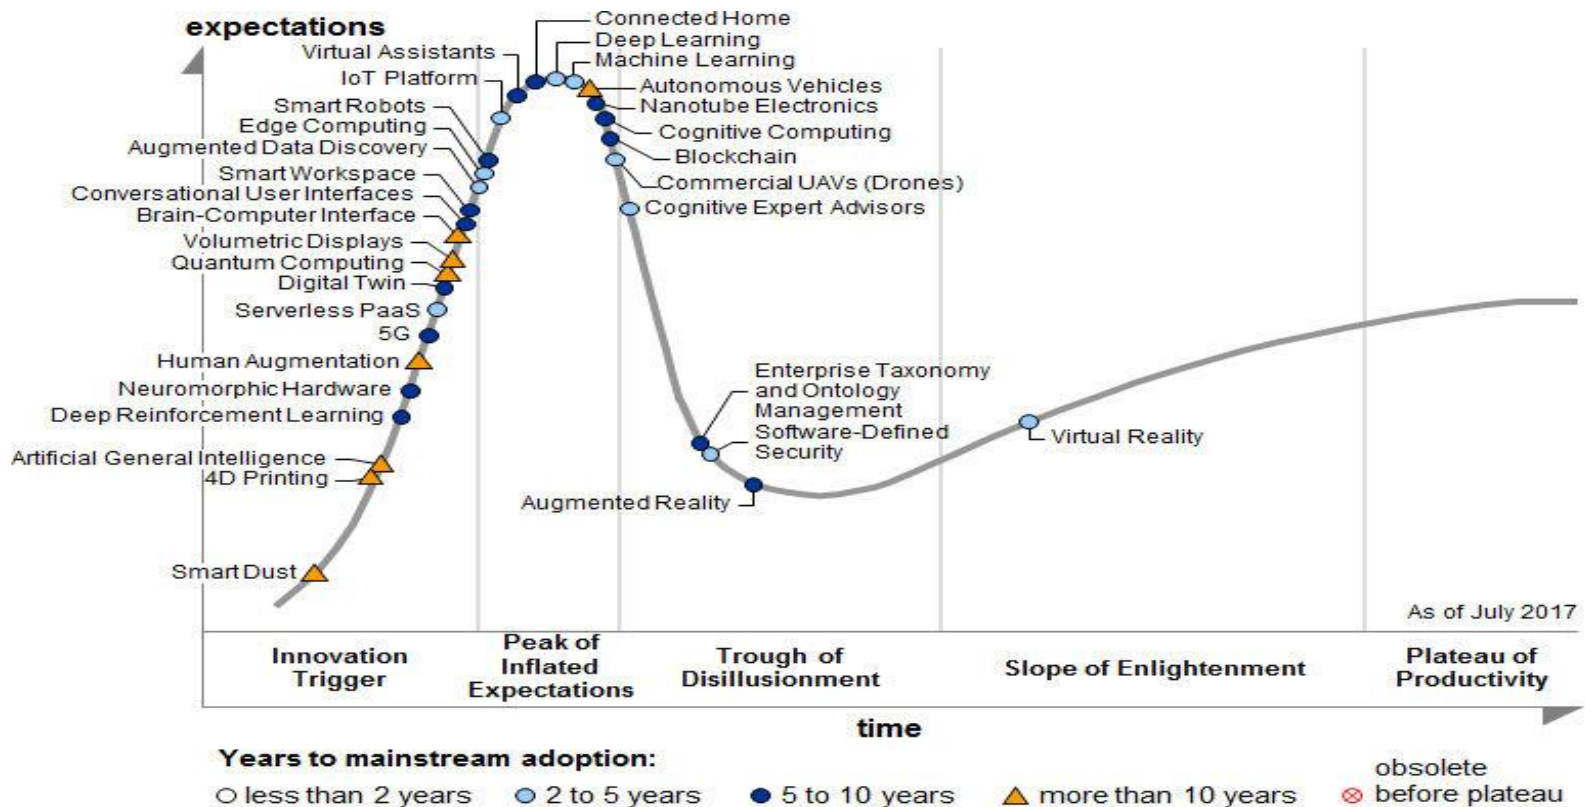 expectations
Connected Home
Deep Learning
Virtual Assistants
Machine Learning
IoT Platform
Autonomous Vehicles
Smart Robots
Nanotube Electronics
Edge Computing
Cognitive Computing
Augmented Data Discovery
Blockchain
Smart Workspace
Commercial UAVs (Drones)
Conversational User Interfaces
Cognitive Expert Advisors
Brain-Computer Interface
Volumetric Displays
Quantum Computing
Digital Twin
Serverless PaaS
5G
Human Augmentation
Neuromorphic Hardware
Deep Reinforcement Learning
Artificial General Intelligence
4D Printing
Smart Dust
Enterprise Taxonomy
and Ontology
Management
Software-Defined
Security
Augmented Reality
Virtual Reality
As of July 2017
Innovation
Trigger
Peak of
Inflated
Expectations
Trough of
Disillusionment
Slope of Enlightenment
Plateau of
Productivity
time
Years to mainstream adoption:
less than 2 years
2 to 5 years
5 to 10 years
more than 10 years
obsolete
before plateau